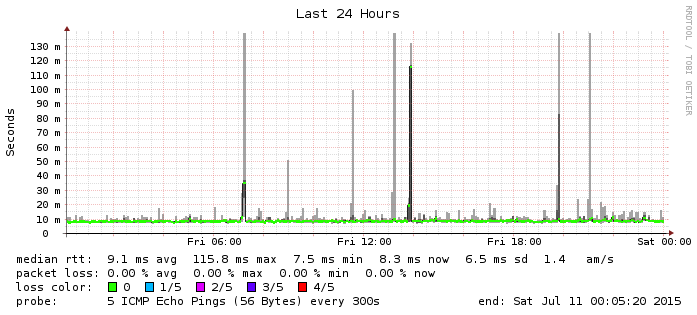 Last 24 Hours
RRDTOOL / TOBI OETIKER
Seconds
130 m
120 m
110 m
100 m
90 m
80 m
70 m
60 m
50 m
40 m
30 m
20 m
10 m
0
Fri 06:00 Fri 12:00 Fri 18:00 Sat 00:00
median rtt: 9.1 ms avg 115.8 ms max 7.5 ms min 8.3 ms now 6.5 ms sd 1.4 am/s
packet loss: 0.00 % avg 0.00 % max 0.00 % min 0.00 % now
loss color: 0 1/5 2/5 3/5 4/5
probe: 5 ICMP Echo Pings (56 Bytes) every 300s end: Sat Jul 11 00:05:20 2015